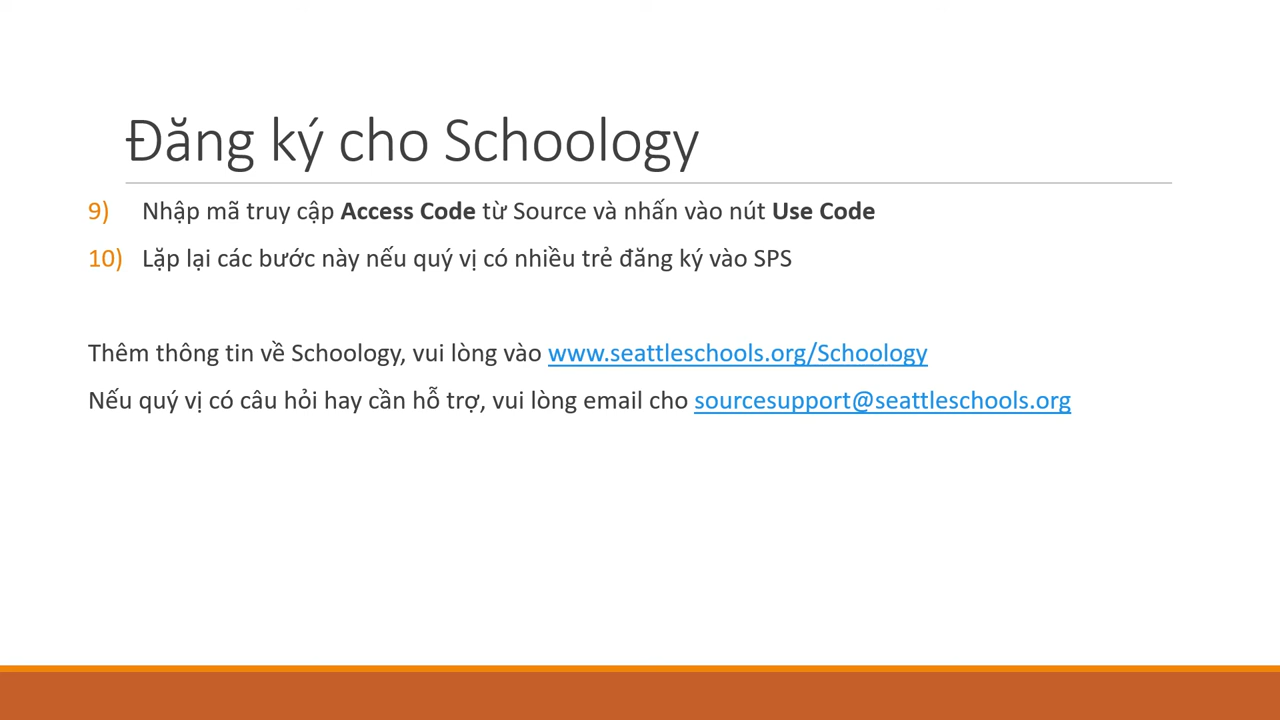 Đăng ký cho Schoology
9) Nhập mã truy cập Access Code từ Source và nhấn vào nút Use Code
10) Lặp lại các bước này nếu quý vị có nhiều trẻ đăng ký vào SPS
Thêm thông tin về Schoology, vui lòng vào www.seattleschools.org/Schoology
Nếu quý vị có câu hỏi hay cần hỗ trợ, vui lòng email cho sourcesupport@seattleschools.org